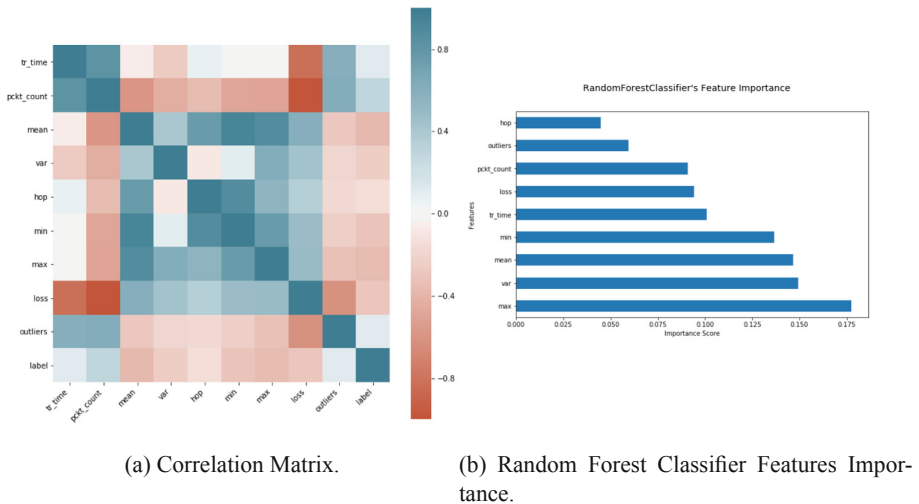 tr_time
pckt_count
mean
var
hop
min
max
loss
outliers
label
tr_time
pckt_count
mean
var
hop
min
max
loss
outliers
label
0.8
0.4
0.0
−0.4
−0.8
(a) Correlation Matrix.
RandomForestClassifier's Feature Importance
Features
hop
outliers
pckt_count
loss
tr_time
min
mean
var
max
0.000 0.025 0.050 0.075 0.100 0.125 0.150 0.175
Importance Score
(b) Random Forest Classifier Features Impor-
tance.